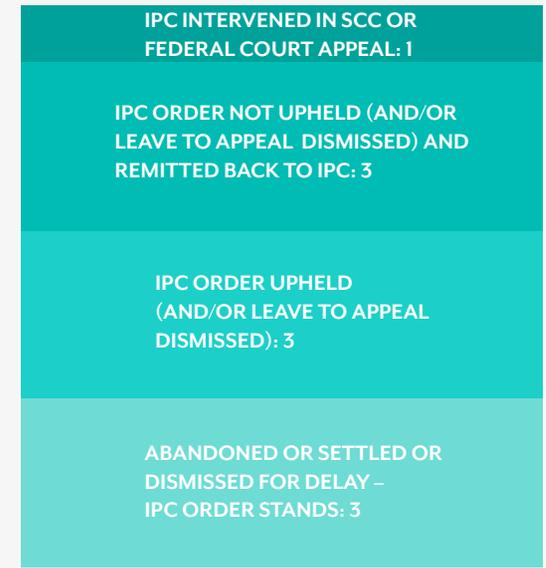 IPC INTERVENED IN SCC OR
FEDERAL COURT APPEAL: 1
IPC ORDER NOT UPHELD (AND/OR
LEAVE TO APPEAL DISMISSED) AND
REMITTED BACK TO IPC: 3
IPC ORDER UPHELD
(AND/OR LEAVE TO APPEAL
DISMISSED): 3
ABANDONED OR SETTLED OR
DISMISSED FOR DELAY –
IPC ORDER STANDS: 3